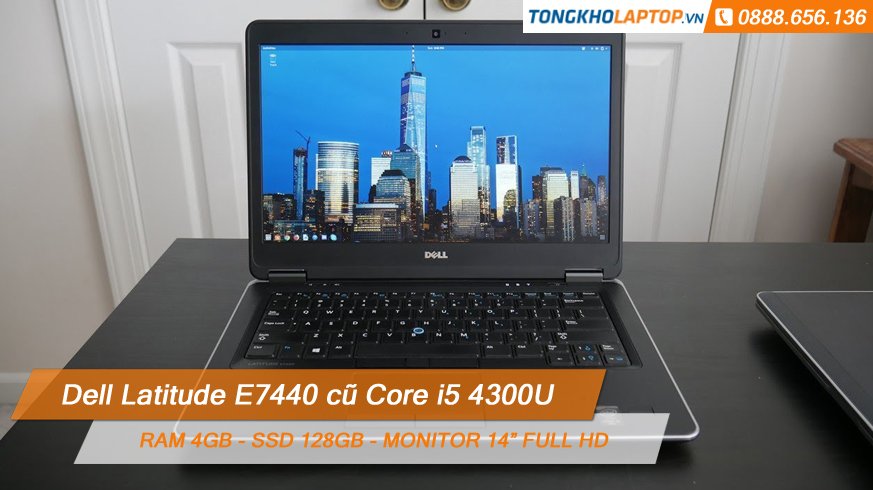 TONGKHOLAPTOP.VN
0888.656.136
DELL
Dell Latitude E7440 cũ Core i5 4300U
RAM 4GB - SSD 128GB - MONITOR 14” FULL HD